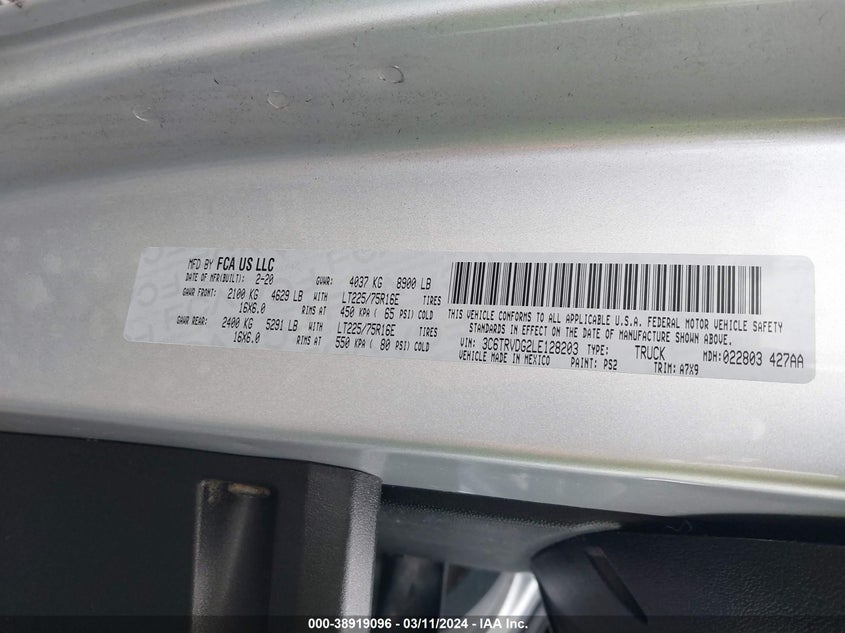 MFD BY FCA US LLC
DATE OF MFR(BUILT): 2-20 GVWR: 4037 KG 8900 LB
GAWR FRONT: 2100 KG 4629 LB WITH LT225/75R16E TIRES
16X6.0 RIMS AT 450 KPA ( 65 PSI) COLD
GAWR REAR: 2400 KG 5291 LB WITH LT225/75R16E TIRES
16X6.0 RIMS AT 550 KPA ( 80 PSI) COLD
THIS VEHICLE CONFORMS TO ALL APPLICABLE U.S.A. FEDERAL MOTOR VEHICLE SAFETY
STANDARDS IN EFFECT ON THE DATE OF MANUFACTURE SHOWN ABOVE.
VIN: 3C6TRVDG2LE128203 TYPE: TRUCK MDH: 022803 427AA
VEHICLE MADE IN MEXICO PAINT: PS2 TRIM: A7X9
000-38919096 - 03/11/2024 - IAA Inc.